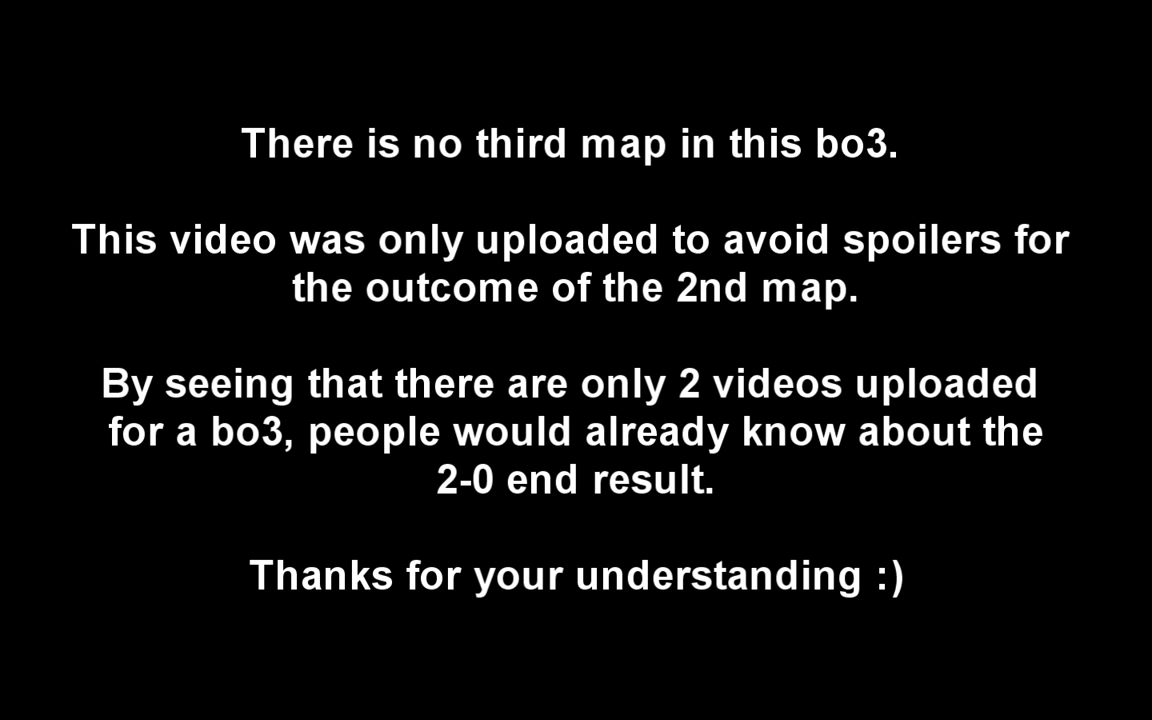 There is no third map in this bo3.
This video was only uploaded to avoid spoilers for
the outcome of the 2nd map.
By seeing that there are only 2 videos uploaded
for a bo3, people would already know about the
2-0 end result.
Thanks for your understanding :)